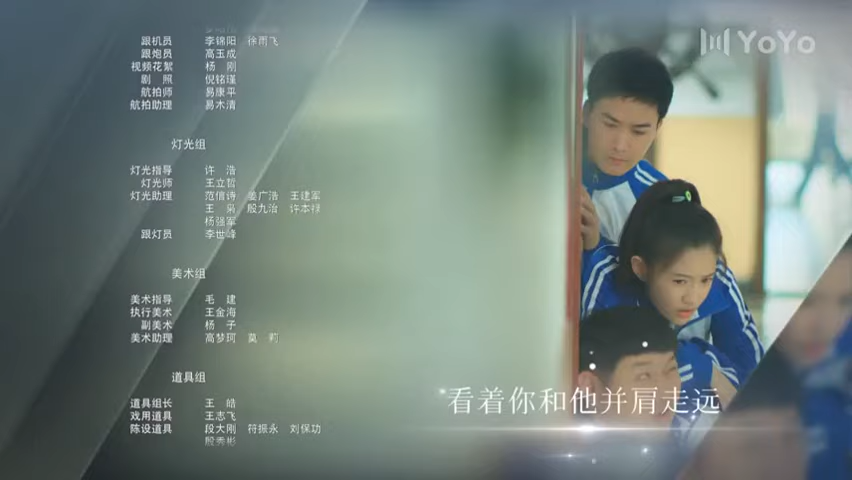 YoYo
跟机员 李锦阳 徐雨飞
跟炮员 高玉成
视频花絮 杨 刚
剧 照 倪铭瑾
航拍师 易康平
航拍助理 易木清
灯光组
灯光指导 许 浩
灯光师 王立哲
灯光助理 范信诗 姜广浩 王建军
王 枭 殷九治 许本禄
杨强军
跟灯员 李世峰
美术组
美术指导 毛 建
执行美术 王金海
副美术 杨 子
美术助理 高梦珂 莫 莉
道具组
道具组长 王 皓
戏用道具 王志飞
陈设道具 段大刚 符振永 刘保功
殷秀彬
看着你和他并肩走远